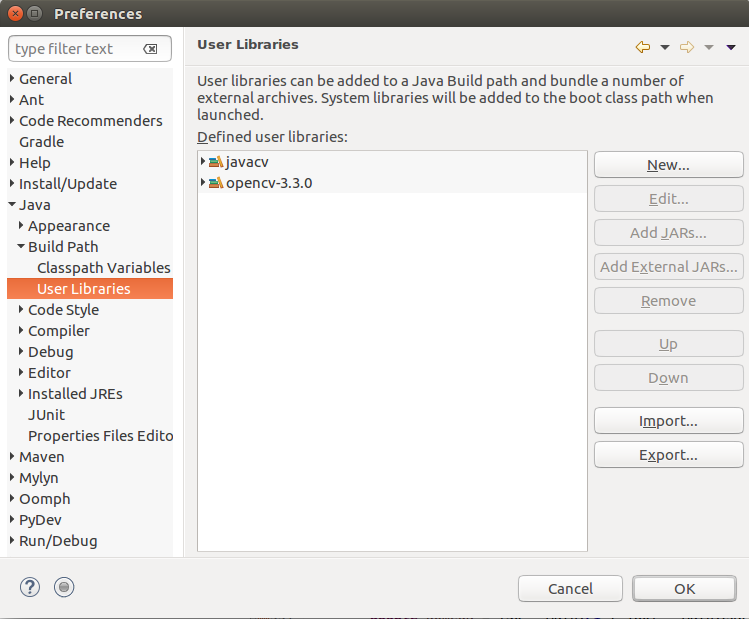 Preferences
type filter text
General
Ant
Code Recommenders
Gradle
Help
Install/Update
Java
Appearance
Build Path
Classpath Variables
User Libraries
Code Style
Compiler
Debug
Editor
Installed JREs
JUnit
Properties Files Edito
Maven
Mylyn
Oomph
PyDev
Run/Debug
User Libraries
User libraries can be added to a Java Build path and bundle a number of
external archives. System libraries will be added to the boot class path when
launched.
Defined user libraries:
javacv
opencv-3.3.0
New...
Edit...
Add JARs...
Add External JARs...
Remove
Up
Down
Import...
Export...
?
Cancel
OK